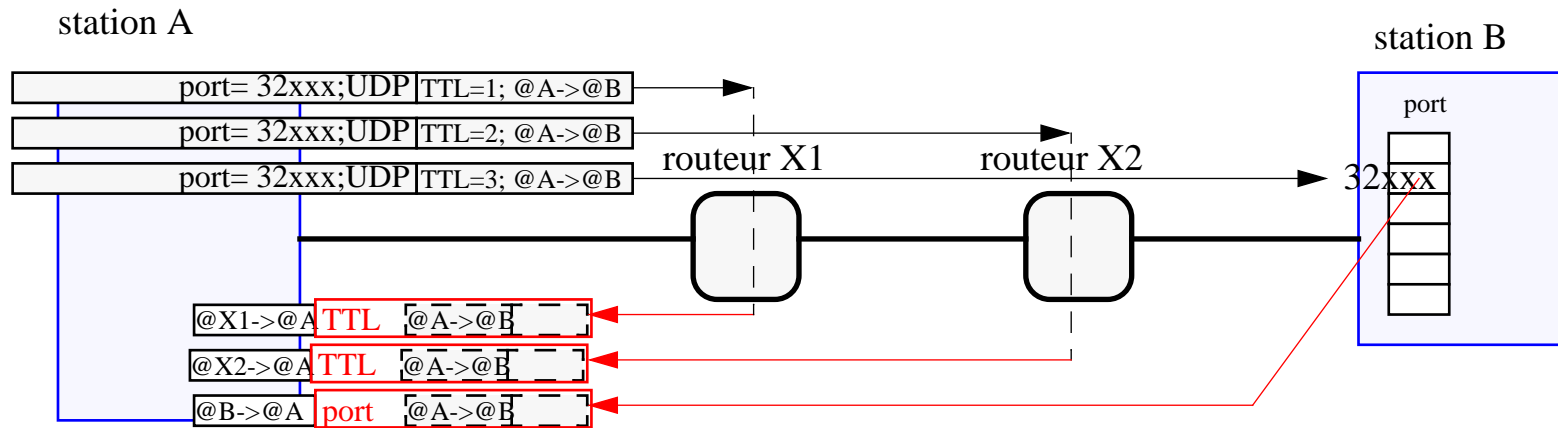 station A
station B
port= 32xxx;UDP TTL=1; @A->@B
port
port= 32xxx;UDP TTL=2; @A->@B
routeur X1 routeur X2
port= 32xxx;UDP TTL=3; @A->@B
32xxx
@X1->@A TTL @A->@B
@X2->@A TTL @A->@B
@B->@A port @A->@B